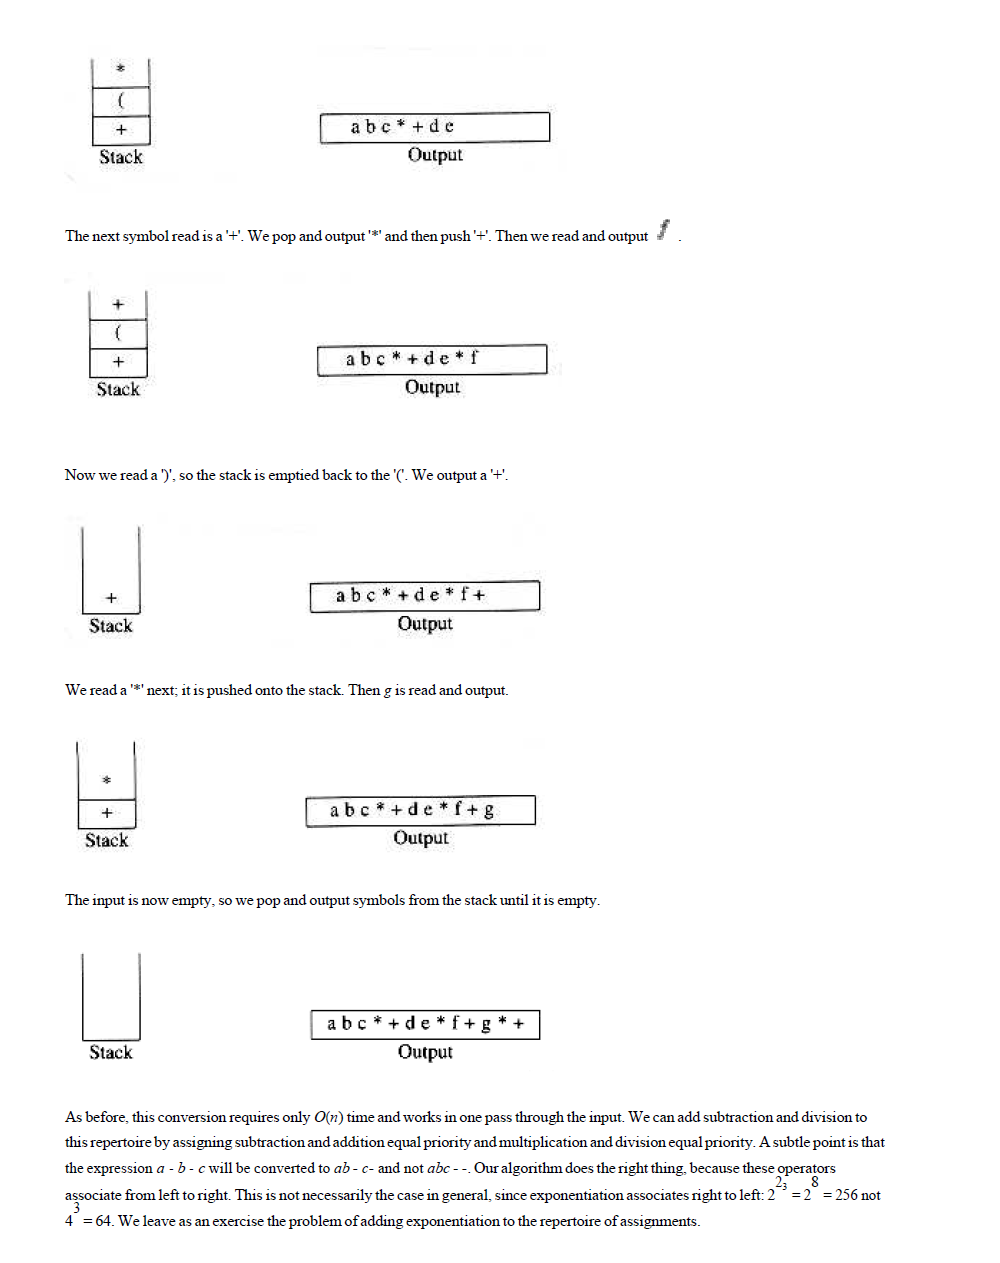 *
(
+
Stack
a b c * + d e
Output
The next symbol read is a '+'. We pop and output '*' and then push '+'. Then we read and output f .
+
(
+
Stack
a b c * + d e * f
Output
Now we read a ')', so the stack is emptied back to the '('. We output a '+'.
+
Stack
a b c * + d e * f +
Output
We read a '*' next; it is pushed onto the stack. Then g is read and output.
*
+
Stack
a b c * + d e * f + g
Output
The input is now empty, so we pop and output symbols from the stack until it is empty.
Stack
a b c * + d e * f + g * +
Output
As before, this conversion requires only O(n) time and works in one pass through the input. We can add subtraction and division to
this repertoire by assigning subtraction and addition equal priority and multiplication and division equal priority. A subtle point is that
the expression a - b - c will be converted to ab - c- and not abc - -. Our algorithm does the right thing, because these operators
associate from left to right. This is not necessarily the case in general, since exponentiation associates right to left: 2^2^3 = 2^8 = 256 not
4^3 = 64. We leave as an exercise the problem of adding exponentiation to the repertoire of assignments.